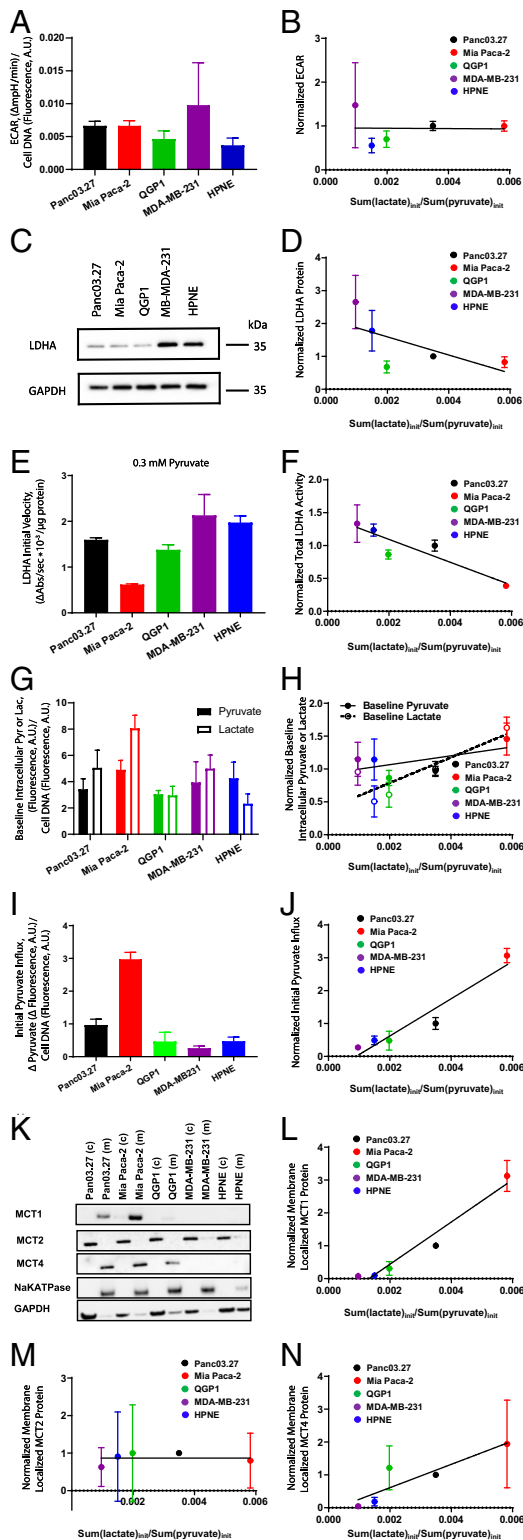 A
ECAR, (ΔmpH/min)/
Cell DNA (Fluorescence, A.U.)
0.025
0.020
0.015
0.010
0.005
0.000
Panc03.27
Mia Paca-2
QGP1
MDA-MB-231
HPNE
B
Normalized ECAR
3
2
1
0
0.000
0.002
0.004
0.006
Sum(lactate)init/Sum(pyruvate)init
Panc03.27
Mia Paca-2
QGP1
MDA-MB-231
HPNE
C
Panc03.27
Mia Paca-2
QGP1
MB-MDA-231
HPNE
kDa
LDHA
35
GAPDH
35
D
Normalized LDHA Protein
4
3
2
1
0
0.000
0.002
0.004
0.006
Sum(lactate)init/Sum(pyruvate)init
Panc03.27
Mia Paca-2
QGP1
MDA-MB-231
HPNE
E
0.3 mM Pyruvate
LDHA Initial Velocity,
(ΔAbs/sec *10⁻³/µg protein)
3
2
1
0
Panc03.27
Mia Paca-2
QGP1
MDA-MB-231
HPNE
F
Normalized Total LDHA Activity
2.0
1.5
1.0
0.5
0.0
0.000
0.002
0.004
0.006
Sum(lactate)init/Sum(pyruvate)init
Panc03.27
Mia Paca-2
QGP1
MDA-MB-231
HPNE
G
Baseline Intracellular Pyr or Lac,
(Fluorescence, A.U.)/
Cell DNA (Fluorescence, A.U.)
10
8
6
4
2
0
Pyruvate
Lactate
Panc03.27
Mia Paca-2
QGP1
MDA-MB-231
HPNE
H
Normalized Baseline
Intracellular Pyruvate or Lactate
2.0
1.5
1.0
0.5
0.0
0.000
0.002
0.004
0.006
Sum(lactate)init/Sum(pyruvate)init
Baseline Pyruvate
Baseline Lactate
Panc03.27
Mia Paca-2
QGP1
MDA-MB-231
HPNE
I
Initial Pyruvate Influx,
Δ Pyruvate (Δ Fluorescence, A.U.)/
Cell DNA (Fluorescence, A.U.)
4
3
2
1
0
Panc03.27
Mia Paca-2
QGP1
MDA-MB231
HPNE
J
Normalized Initial Pyruvate Influx
4
3
2
1
0
0.000
0.002
0.004
0.006
Sum(lactate)init/Sum(pyruvate)init
Panc03.27
Mia Paca-2
QGP1
MDA-MB-231
HPNE
K
Panc03.27 (c)
Panc03.27 (m)
Mia Paca-2 (c)
Mia Paca-2 (m)
QGP1 (c)
QGP1 (m)
MDA-MB-231 (c)
MDA-MB-231 (m)
HPNE (c)
HPNE (m)
MCT1
MCT2
MCT4
NaKATPase
GAPDH
L
Normalized Membrane
Localized MCT1 Protein
4
3
2
1
0
0.000
0.002
0.004
0.006
Sum(lactate)init/Sum(pyruvate)init
Panc03.27
Mia Paca-2
QGP1
MDA-MB-231
HPNE
M
Normalized Membrane
Localized MCT2 Protein
3
2
1
0
0.000
0.002
0.004
0.006
Sum(lactate)init/Sum(pyruvate)init
Panc03.27
Mia Paca-2
QGP1
MDA-MB-231
HPNE
N
Normalized Membrane
Localized MCT4 Protein
4
3
2
1
0
0.000
0.002
0.004
0.006
Sum(lactate)init/Sum(pyruvate)init
Panc03.27
Mia Paca-2
QGP1
MDA-MB-231
HPNE